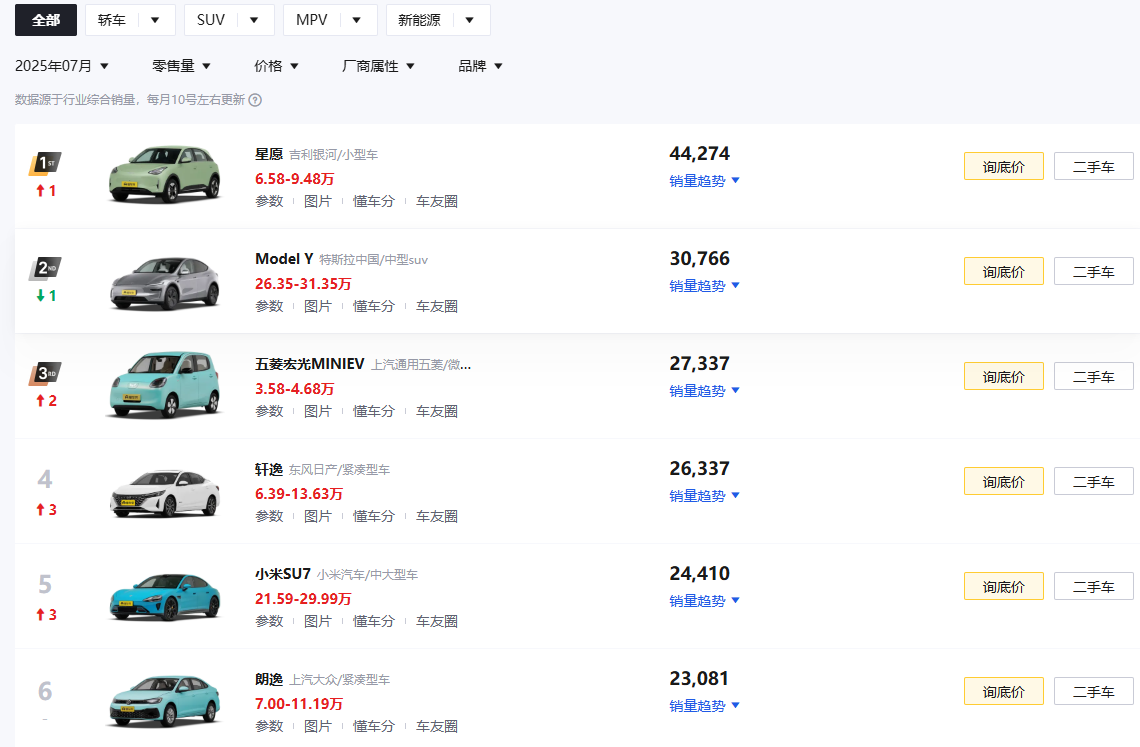 全部 轿车 SUV MPV 新能源
2025年07月 零售量 价格 厂商属性 品牌
数据源于行业综合销量，每月10号左右更新 ?
1ST
1
星愿 吉利银河/小型车
6.58-9.48万
参数 图片 懂车分 车友圈
44,274
销量趋势
询底价 二手车
2ND
1
Model Y 特斯拉中国/中型suv
26.35-31.35万
参数 图片 懂车分 车友圈
30,766
销量趋势
询底价 二手车
3RD
2
五菱宏光MINIEV 上汽通用五菱/微...
3.58-4.68万
参数 图片 懂车分 车友圈
27,337
销量趋势
询底价 二手车
4
3
轩逸 东风日产/紧凑型车
6.39-13.63万
参数 图片 懂车分 车友圈
26,337
销量趋势
询底价 二手车
5
3
小米SU7 小米汽车/中大型车
21.59-29.99万
参数 图片 懂车分 车友圈
24,410
销量趋势
询底价 二手车
6
-
朗逸 上汽大众/紧凑型车
7.00-11.19万
参数 图片 懂车分 车友圈
23,081
销量趋势
询底价 二手车